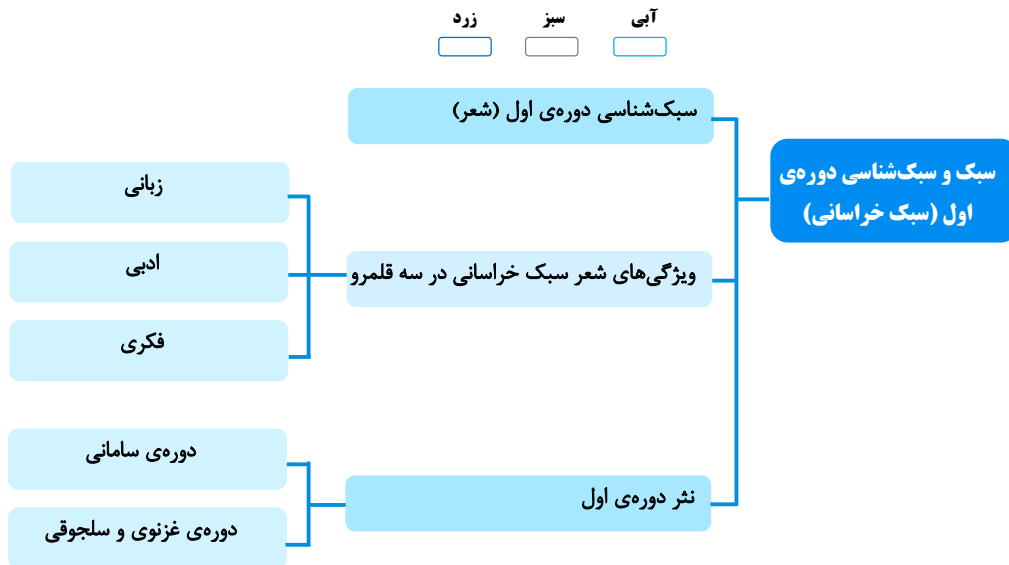 آبی
سبز
زرد
سبک و سبک‌شناسی دوره‌ی
اول (سبک خراسانی)
سبک‌شناسی دوره‌ی اول (شعر)
ویژگی‌های شعر سبک خراسانی در سه قلمرو
زبانی
ادبی
فکری
نثر دوره‌ی اول
دوره‌ی سامانی
دوره‌ی غزنوی و سلجوقی